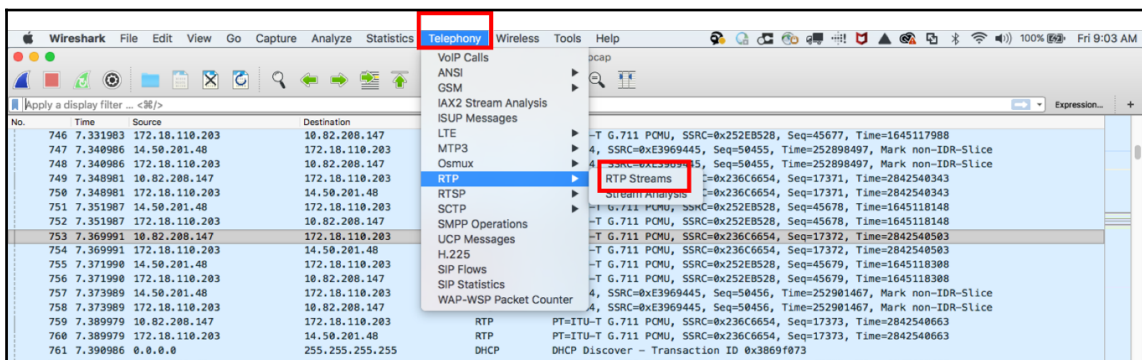 Wireshark File Edit View Go Capture Analyze Statistics Telephony Wireless Tools Help 100% Fri 9:03 AM
VoIP Calls
ANSI
GSM
IAX2 Stream Analysis
ISUP Messages
LTE
MTP3
Osmux
RTP
RTSP
SCTP
SMPP Operations
UCP Messages
H.225
SIP Flows
SIP Statistics
WAP-WSP Packet Counter
RTP Streams
Stream Analysis
pcap
Apply a display filter ... <⌘/> Expression... +
No. Time Source Destination
746 7.331983 172.18.110.203 10.82.208.147 -T G.711 PCMU, SSRC=0x252EB528, Seq=45677, Time=1645117988
747 7.340986 14.50.201.48 172.18.110.203 4, SSRC=0xE3969445, Seq=50455, Time=252898497, Mark non-IDR-Slice
748 7.340986 172.18.110.203 10.82.208.147 4, SSRC=0xE3969445, Seq=50455, Time=252898497, Mark non-IDR-Slice
749 7.348981 10.82.208.147 172.18.110.203 C=0x236C6654, Seq=17371, Time=2842540343
750 7.348981 172.18.110.203 14.50.201.48 C=0x236C6654, Seq=17371, Time=2842540343
751 7.351987 14.50.201.48 172.18.110.203 -T G.711 PCMU, SSRC=0x252EB528, Seq=45678, Time=1645118148
752 7.351987 172.18.110.203 10.82.208.147 -T G.711 PCMU, SSRC=0x252EB528, Seq=45678, Time=1645118148
753 7.369991 10.82.208.147 172.18.110.203 -T G.711 PCMU, SSRC=0x236C6654, Seq=17372, Time=2842540503
754 7.369991 172.18.110.203 14.50.201.48 -T G.711 PCMU, SSRC=0x236C6654, Seq=17372, Time=2842540503
755 7.371990 14.50.201.48 172.18.110.203 -T G.711 PCMU, SSRC=0x252EB528, Seq=45679, Time=1645118308
756 7.371990 172.18.110.203 10.82.208.147 -T G.711 PCMU, SSRC=0x252EB528, Seq=45679, Time=1645118308
757 7.373989 14.50.201.48 172.18.110.203 4, SSRC=0xE3969445, Seq=50456, Time=252901467, Mark non-IDR-Slice
758 7.373989 172.18.110.203 10.82.208.147 4, SSRC=0xE3969445, Seq=50456, Time=252901467, Mark non-IDR-Slice
759 7.389979 10.82.208.147 172.18.110.203 RTP PT=ITU-T G.711 PCMU, SSRC=0x236C6654, Seq=17373, Time=2842540663
760 7.389979 172.18.110.203 14.50.201.48 RTP PT=ITU-T G.711 PCMU, SSRC=0x236C6654, Seq=17373, Time=2842540663
761 7.390986 0.0.0.0 255.255.255.255 DHCP DHCP Discover - Transaction ID 0x3869f073